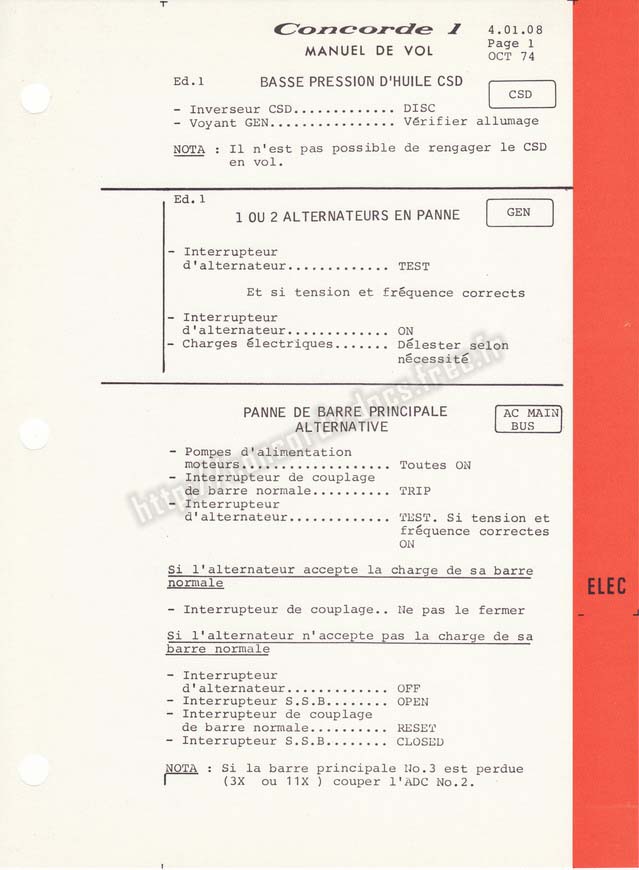 Concorde 1
MANUEL DE VOL
4.01.08
Page 1
OCT 74
Ed.1
BASSE PRESSION D'HUILE CSD
CSD
- Inverseur CSD............ DISC
- Voyant GEN............... Vérifier allumage
NOTA : Il n'est pas possible de rengager le CSD
en vol.
Ed.1
1 OU 2 ALTERNATEURS EN PANNE
GEN
- Interrupteur
d'alternateur............. TEST
Et si tension et fréquence corrects
- Interrupteur
d'alternateur............. ON
- Charges électriques....... Délester selon
nécessité
PANNE DE BARRE PRINCIPALE
ALTERNATIVE
AC MAIN
BUS
- Pompes d'alimentation
moteurs................... Toutes ON
- Interrupteur de couplage
de barre normale.......... TRIP
- Interrupteur
d'alternateur............. TEST. Si tension et
fréquence correctes
ON
Si l'alternateur accepte la charge de sa barre
normale
- Interrupteur de couplage.. Ne pas le fermer
Si l'alternateur n'accepte pas la charge de sa
barre normale
- Interrupteur
d'alternateur............. OFF
- Interrupteur S.S.B........ OPEN
- Interrupteur de couplage
de barre normale.......... RESET
- Interrupteur S.S.B........ CLOSED
NOTA : Si la barre principale No.3 est perdue
(3X ou 11X ) couper l'ADC No.2.
ELEC